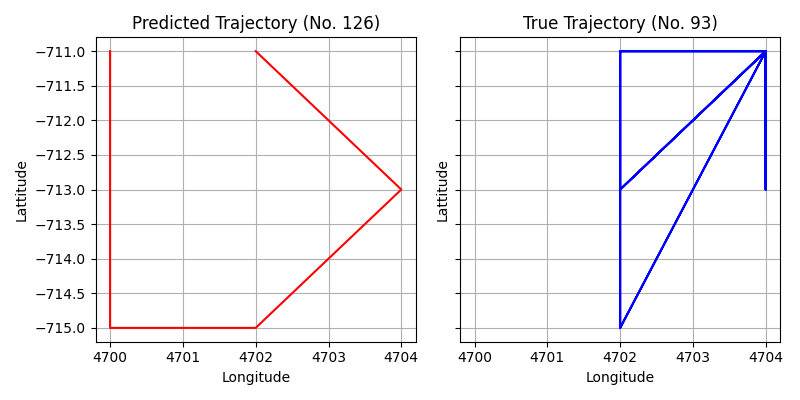 Predicted Trajectory (No. 126)
Lattitude
−711.0
−711.5
−712.0
−712.5
−713.0
−713.5
−714.0
−714.5
−715.0
4700 4701 4702 4703 4704
Longitude
True Trajectory (No. 93)
Lattitude
4700 4701 4702 4703 4704
Longitude